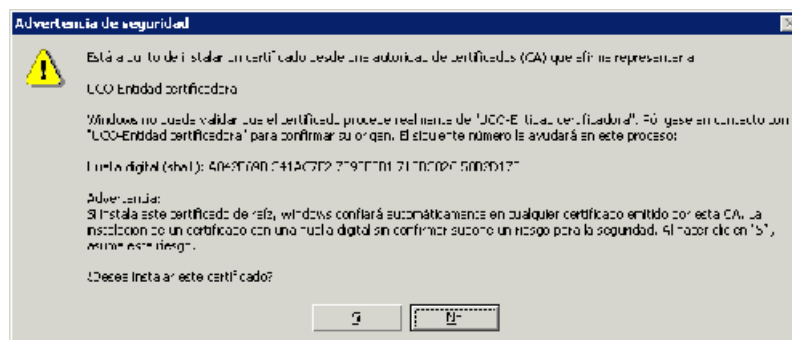 Advertencia de seguridad
Está a punto de instalar un certificado desde una autoridad de certificados (CA) que afirma representar a:
UCO-Entidad certificadora
Windows no puede validar que el certificado procede realmente de "UCO-Entidad certificadora". Póngase en contacto con
"UCO-Entidad certificadora" para confirmar su origen. El siguiente número le ayudará en este proceso:
Huella digital (sha1):
Advertencia:
Si instala este certificado de raíz, Windows confiará automáticamente en cualquier certificado emitido por esta CA. La
instalación de un certificado con una huella digital sin confirmar supone un riesgo para la seguridad. Al hacer clic en "Sí",
asume este riesgo.
¿Desea instalar este certificado?
Sí No